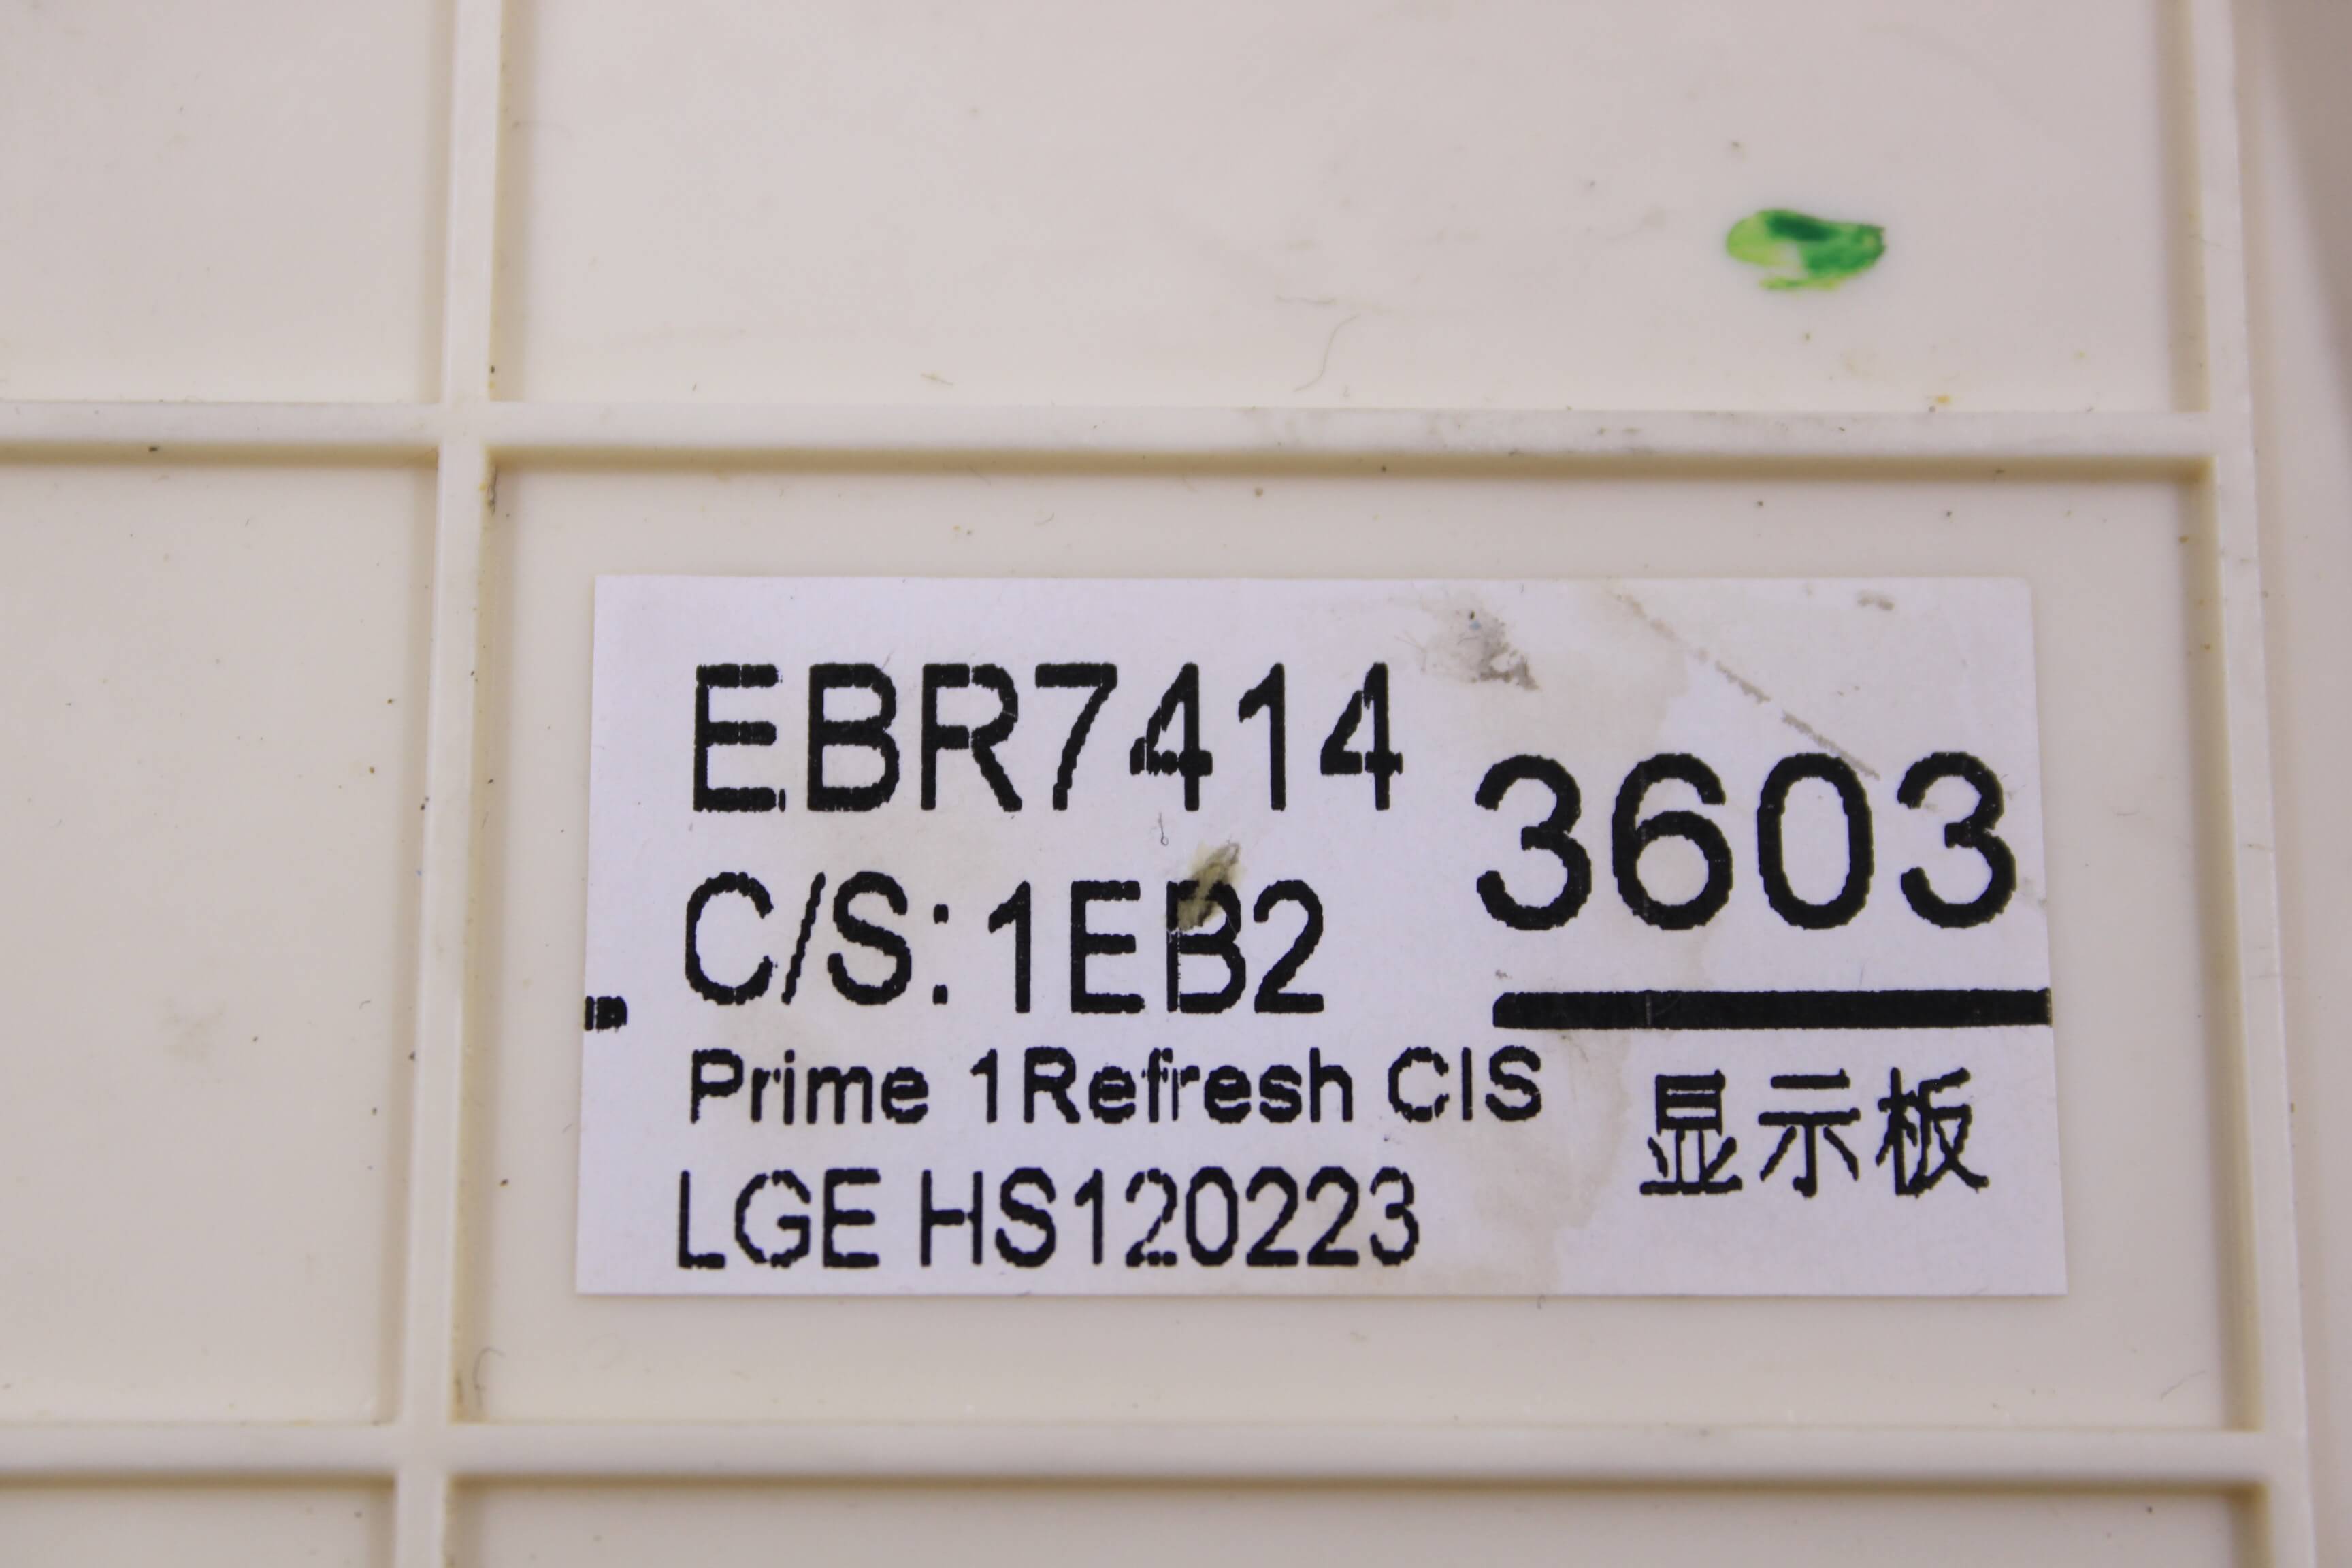 EBR7414 3603
C/S: 1EB2
Prime 1Refresh CIS
显示板
LGE HS120223